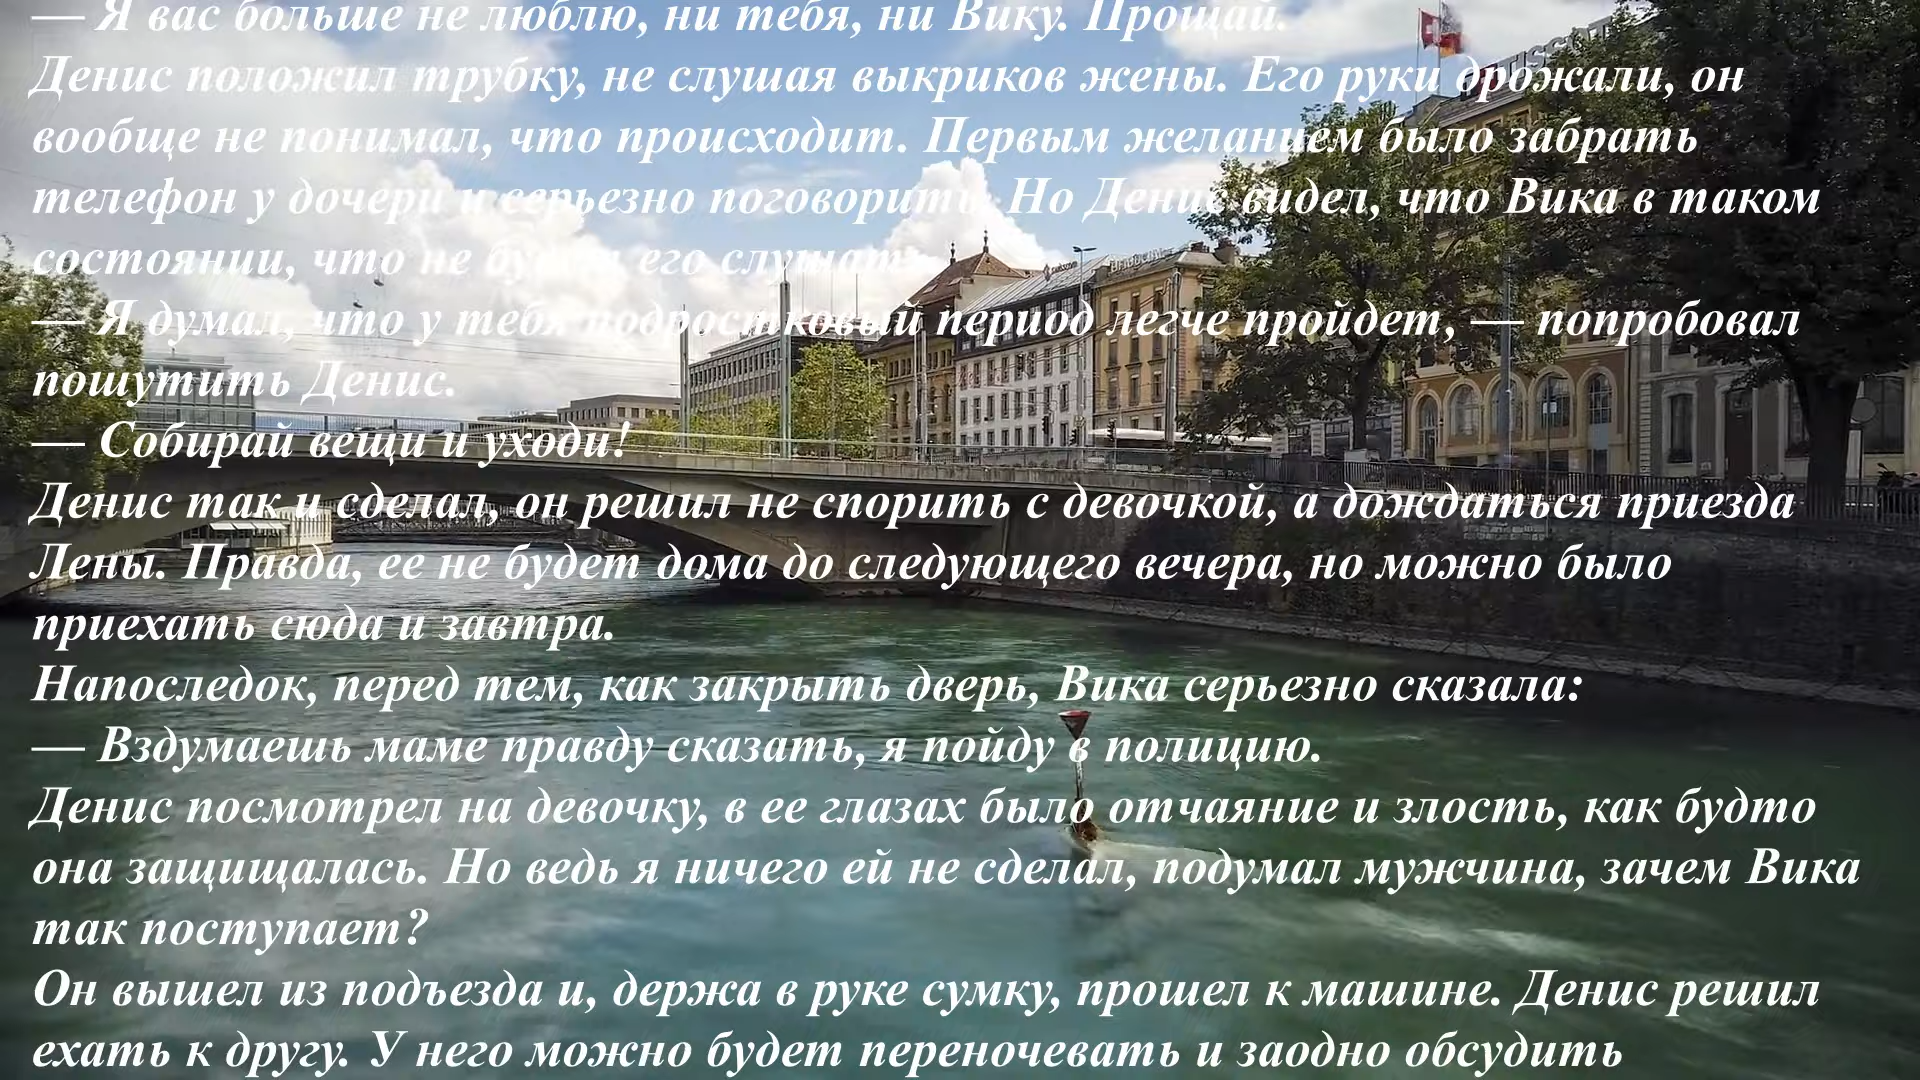 — Я вас больше не люблю, ни тебя, ни Вику. Прощай.
Денис положил трубку, не слушая выкриков жены. Его руки дрожали, он
вообще не понимал, что происходит. Первым желанием было забрать
телефон у дочери и серьезно поговорить. Но Денис видел, что Вика в таком
состоянии, что не будет его слушать.
— Я думал, что у тебя подростковый период легче пройдет, — попробовал
пошутить Денис.
— Собирай вещи и уходи!
Денис так и сделал, он решил не спорить с девочкой, а дождаться приезда
Лены. Правда, ее не будет дома до следующего вечера, но можно было
приехать сюда и завтра.
Напоследок, перед тем, как закрыть дверь, Вика серьезно сказала:
— Вздумаешь маме правду сказать, я пойду в полицию.
Денис посмотрел на девочку, в ее глазах было отчаяние и злость, как будто
она защищалась. Но ведь я ничего ей не сделал, подумал мужчина, зачем Вика
так поступает?
Он вышел из подъезда и, держа в руке сумку, прошел к машине. Денис решил
ехать к другу. У него можно будет переночевать и заодно обсудить